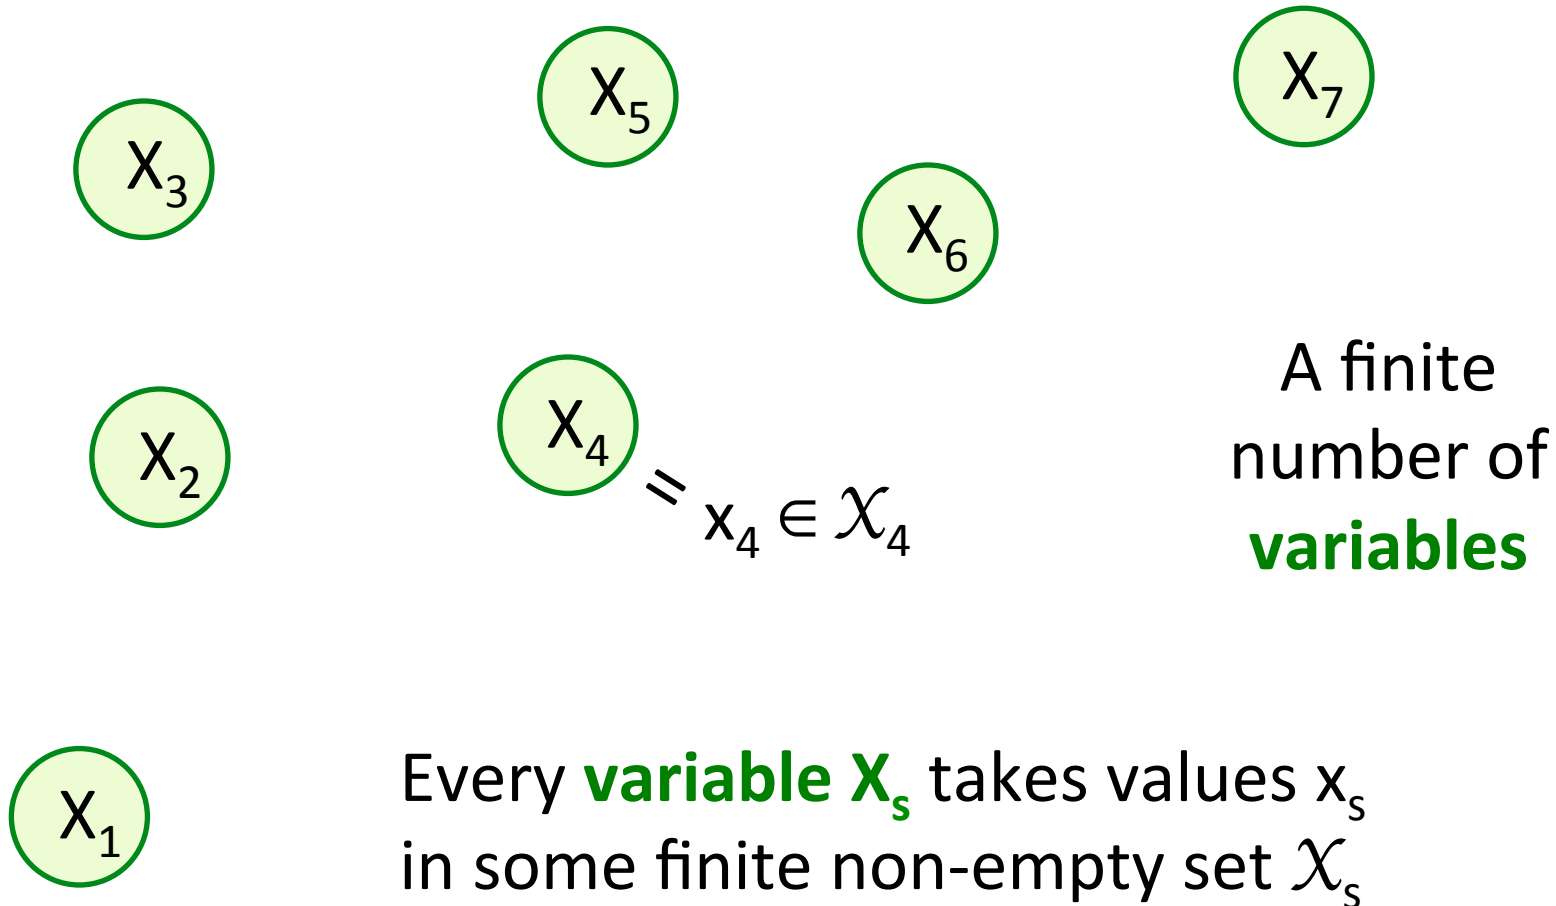 X₇
X₅
X₃
X₆
A finite
number of
variables
X₄
X₂
= x₄ ∈ 𝒳₄
X₁
Every variable Xₛ takes values xₛ
in some finite non-empty set 𝒳ₛ